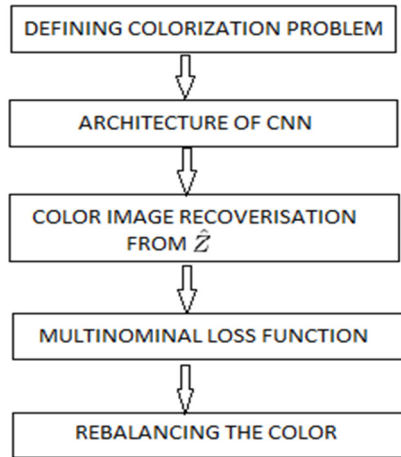 DEFINING COLORIZATION PROBLEM
ARCHITECTURE OF CNN
COLOR IMAGE RECOVERISATION
FROM Ẑ
MULTINOMINAL LOSS FUNCTION
REBALANCING THE COLOR